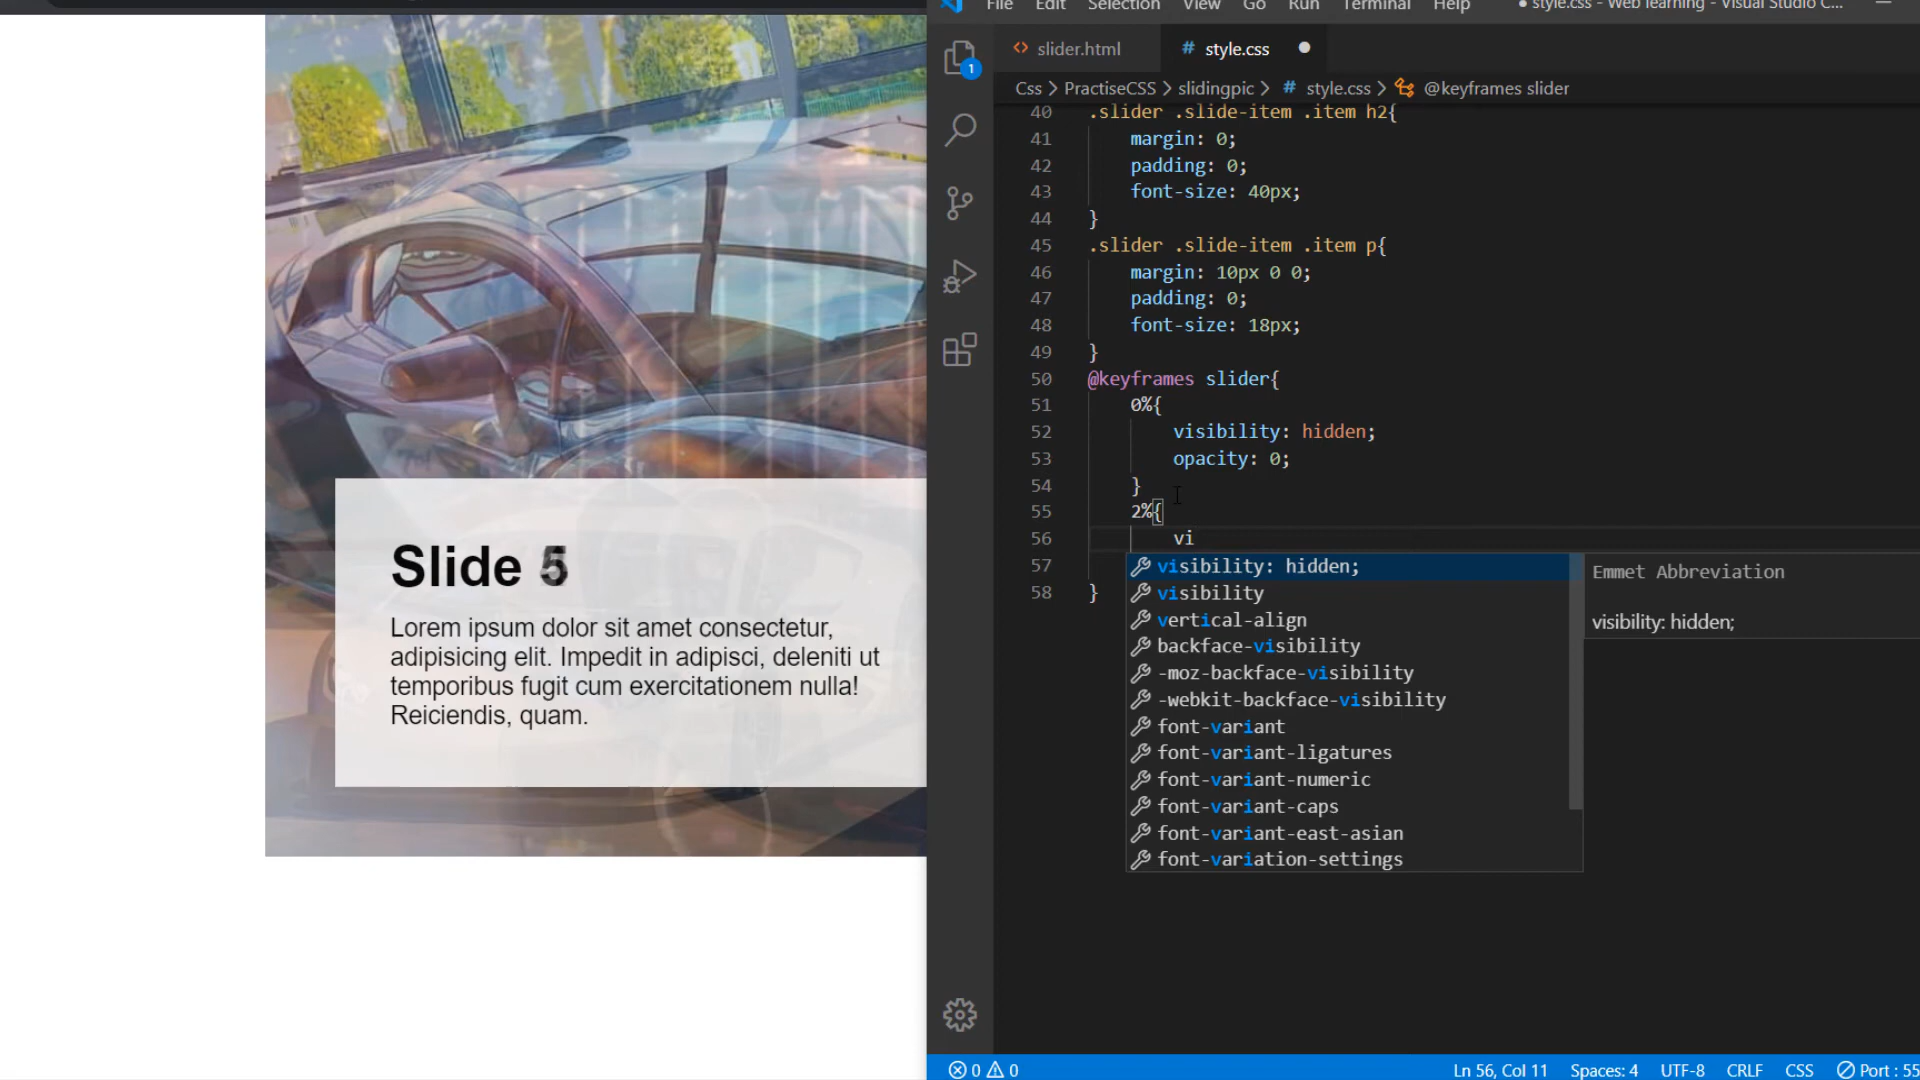 File Edit Selection View Go Run Terminal Help ● style.css - Web learning - Visual Studio C...
slider.html # style.css ●
1
Css > PractiseCSS > slidingpic > # style.css > @keyframes slider
40 .slider .slide-item .item h2{
41 margin: 0;
42 padding: 0;
43 font-size: 40px;
44 }
45 .slider .slide-item .item p{
46 margin: 10px 0 0;
47 padding: 0;
48 font-size: 18px;
49 }
50 @keyframes slider{
51 0%{
52 visibility: hidden;
53 opacity: 0;
54 }
55 2%{
56 vi
57
58 }
visibility: hidden;
visibility
vertical-align
backface-visibility
-moz-backface-visibility
-webkit-backface-visibility
font-variant
font-variant-ligatures
font-variant-numeric
font-variant-caps
font-variant-east-asian
font-variation-settings
Emmet Abbreviation
visibility: hidden;
Slide 5
Lorem ipsum dolor sit amet consectetur,
adipisicing elit. Impedit in adipisci, deleniti ut
temporibus fugit cum exercitationem nulla!
Reiciendis, quam.
0 0 Ln 56, Col 11 Spaces: 4 UTF-8 CRLF CSS Port : 55